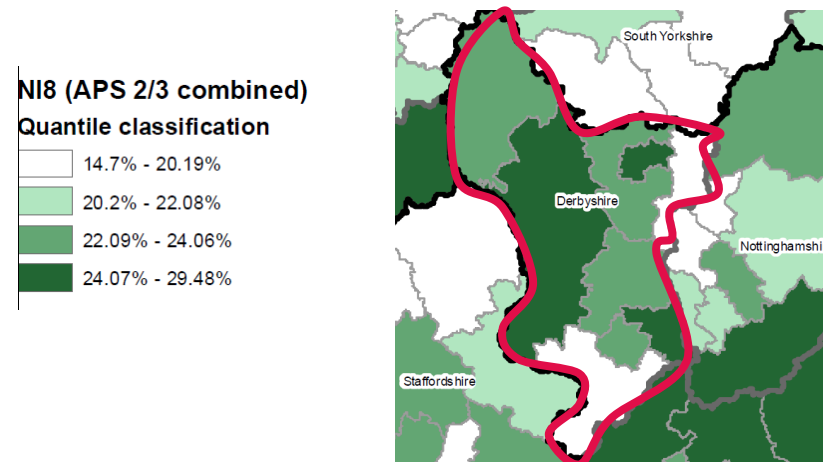 NI8 (APS 2/3 combined)
Quantile classification
14.7% - 20.19%
20.2% - 22.08%
22.09% - 24.06%
24.07% - 29.48%
South Yorkshire
Derbyshire
Nottinghamshi
Staffordshire